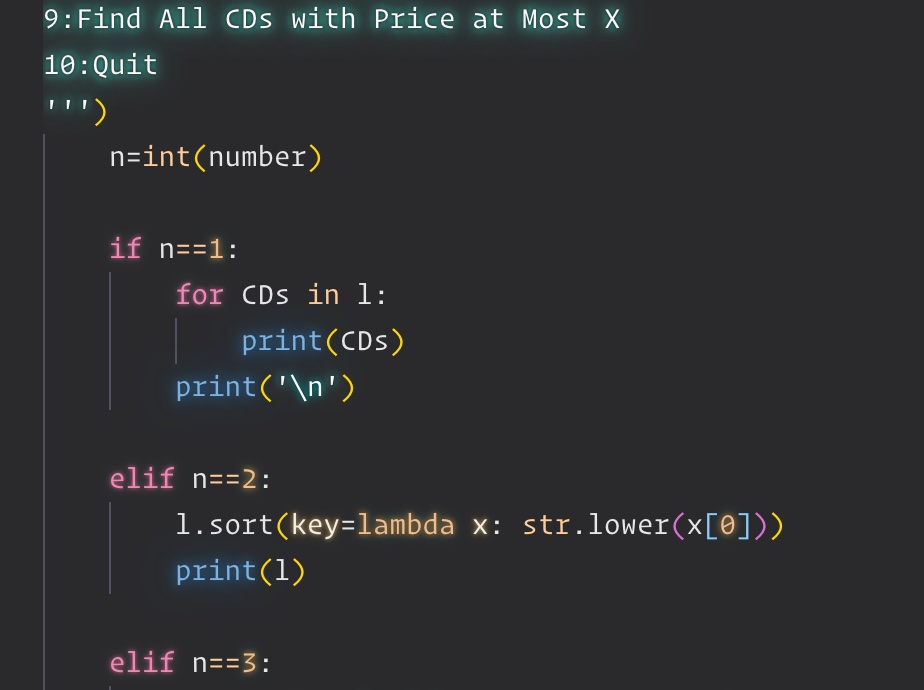 9:Find All CDs with Price at Most X
10:Quit
''')
n=int(number)
if n==1:
for CDs in l:
print(CDs)
print('\n')
elif n==2:
l.sort(key=lambda x: str.lower(x[0]))
print(l)
elif n==3: